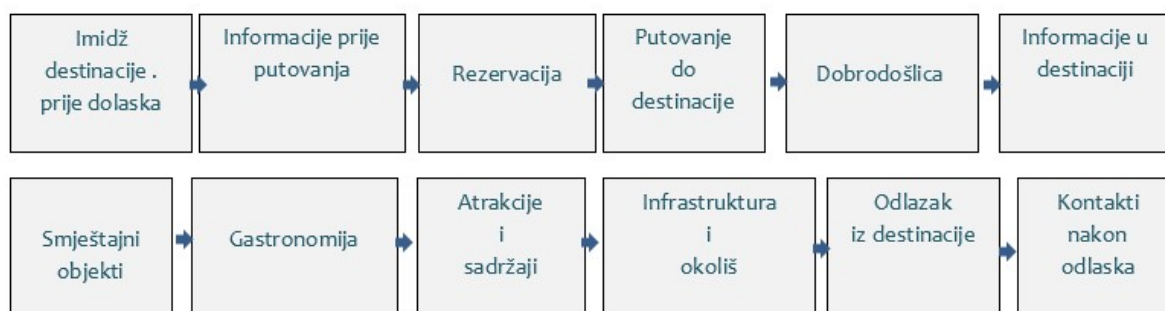 Imidž
destinacije .
prije dolaska
Informacije prije
putovanja
Rezervacija
Putovanje
do
destinacije
Dobrodošlica
Informacije u
destinaciji
Smještajni
objekti
Gastronomija
Atrakcije
i
sadržaji
Infrastruktura
i
okoliš
Odlazak
iz destinacije
Kontakti
nakon
odlaska